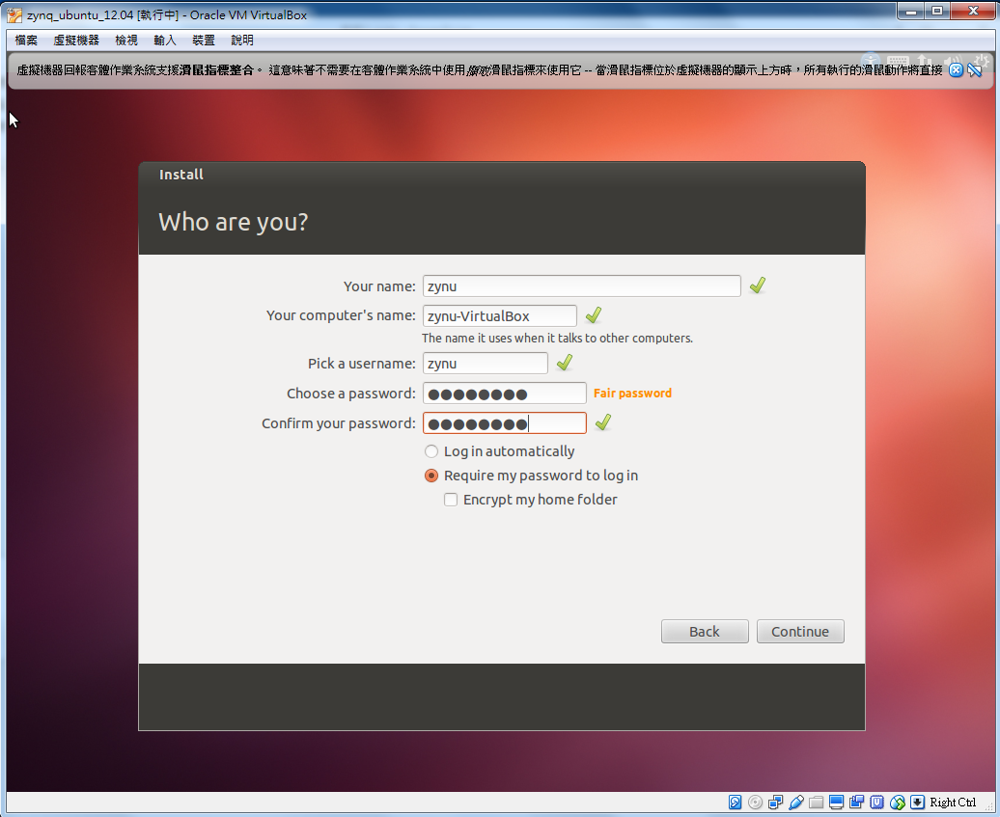 zynq_ubuntu_12.04 [執行中] - Oracle VM VirtualBox
檔案 虛擬機器 檢視 輸入 裝置 說明
虛擬機器回報客體作業系統支援滑鼠指標整合。 這意味著不需要在客體作業系統中使用 滑鼠指標來使用它 -- 當滑鼠指標位於虛擬機器的顯示上方時，所有執行的滑鼠動作將直接
Install
Who are you?
Your name: zynu
Your computer's name: zynu-VirtualBox
The name it uses when it talks to other computers.
Pick a username: zynu
Choose a password: ●●●●●●●● Fair password
Confirm your password: ●●●●●●●●
Log in automatically
Require my password to log in
Encrypt my home folder
Back Continue
Right Ctrl